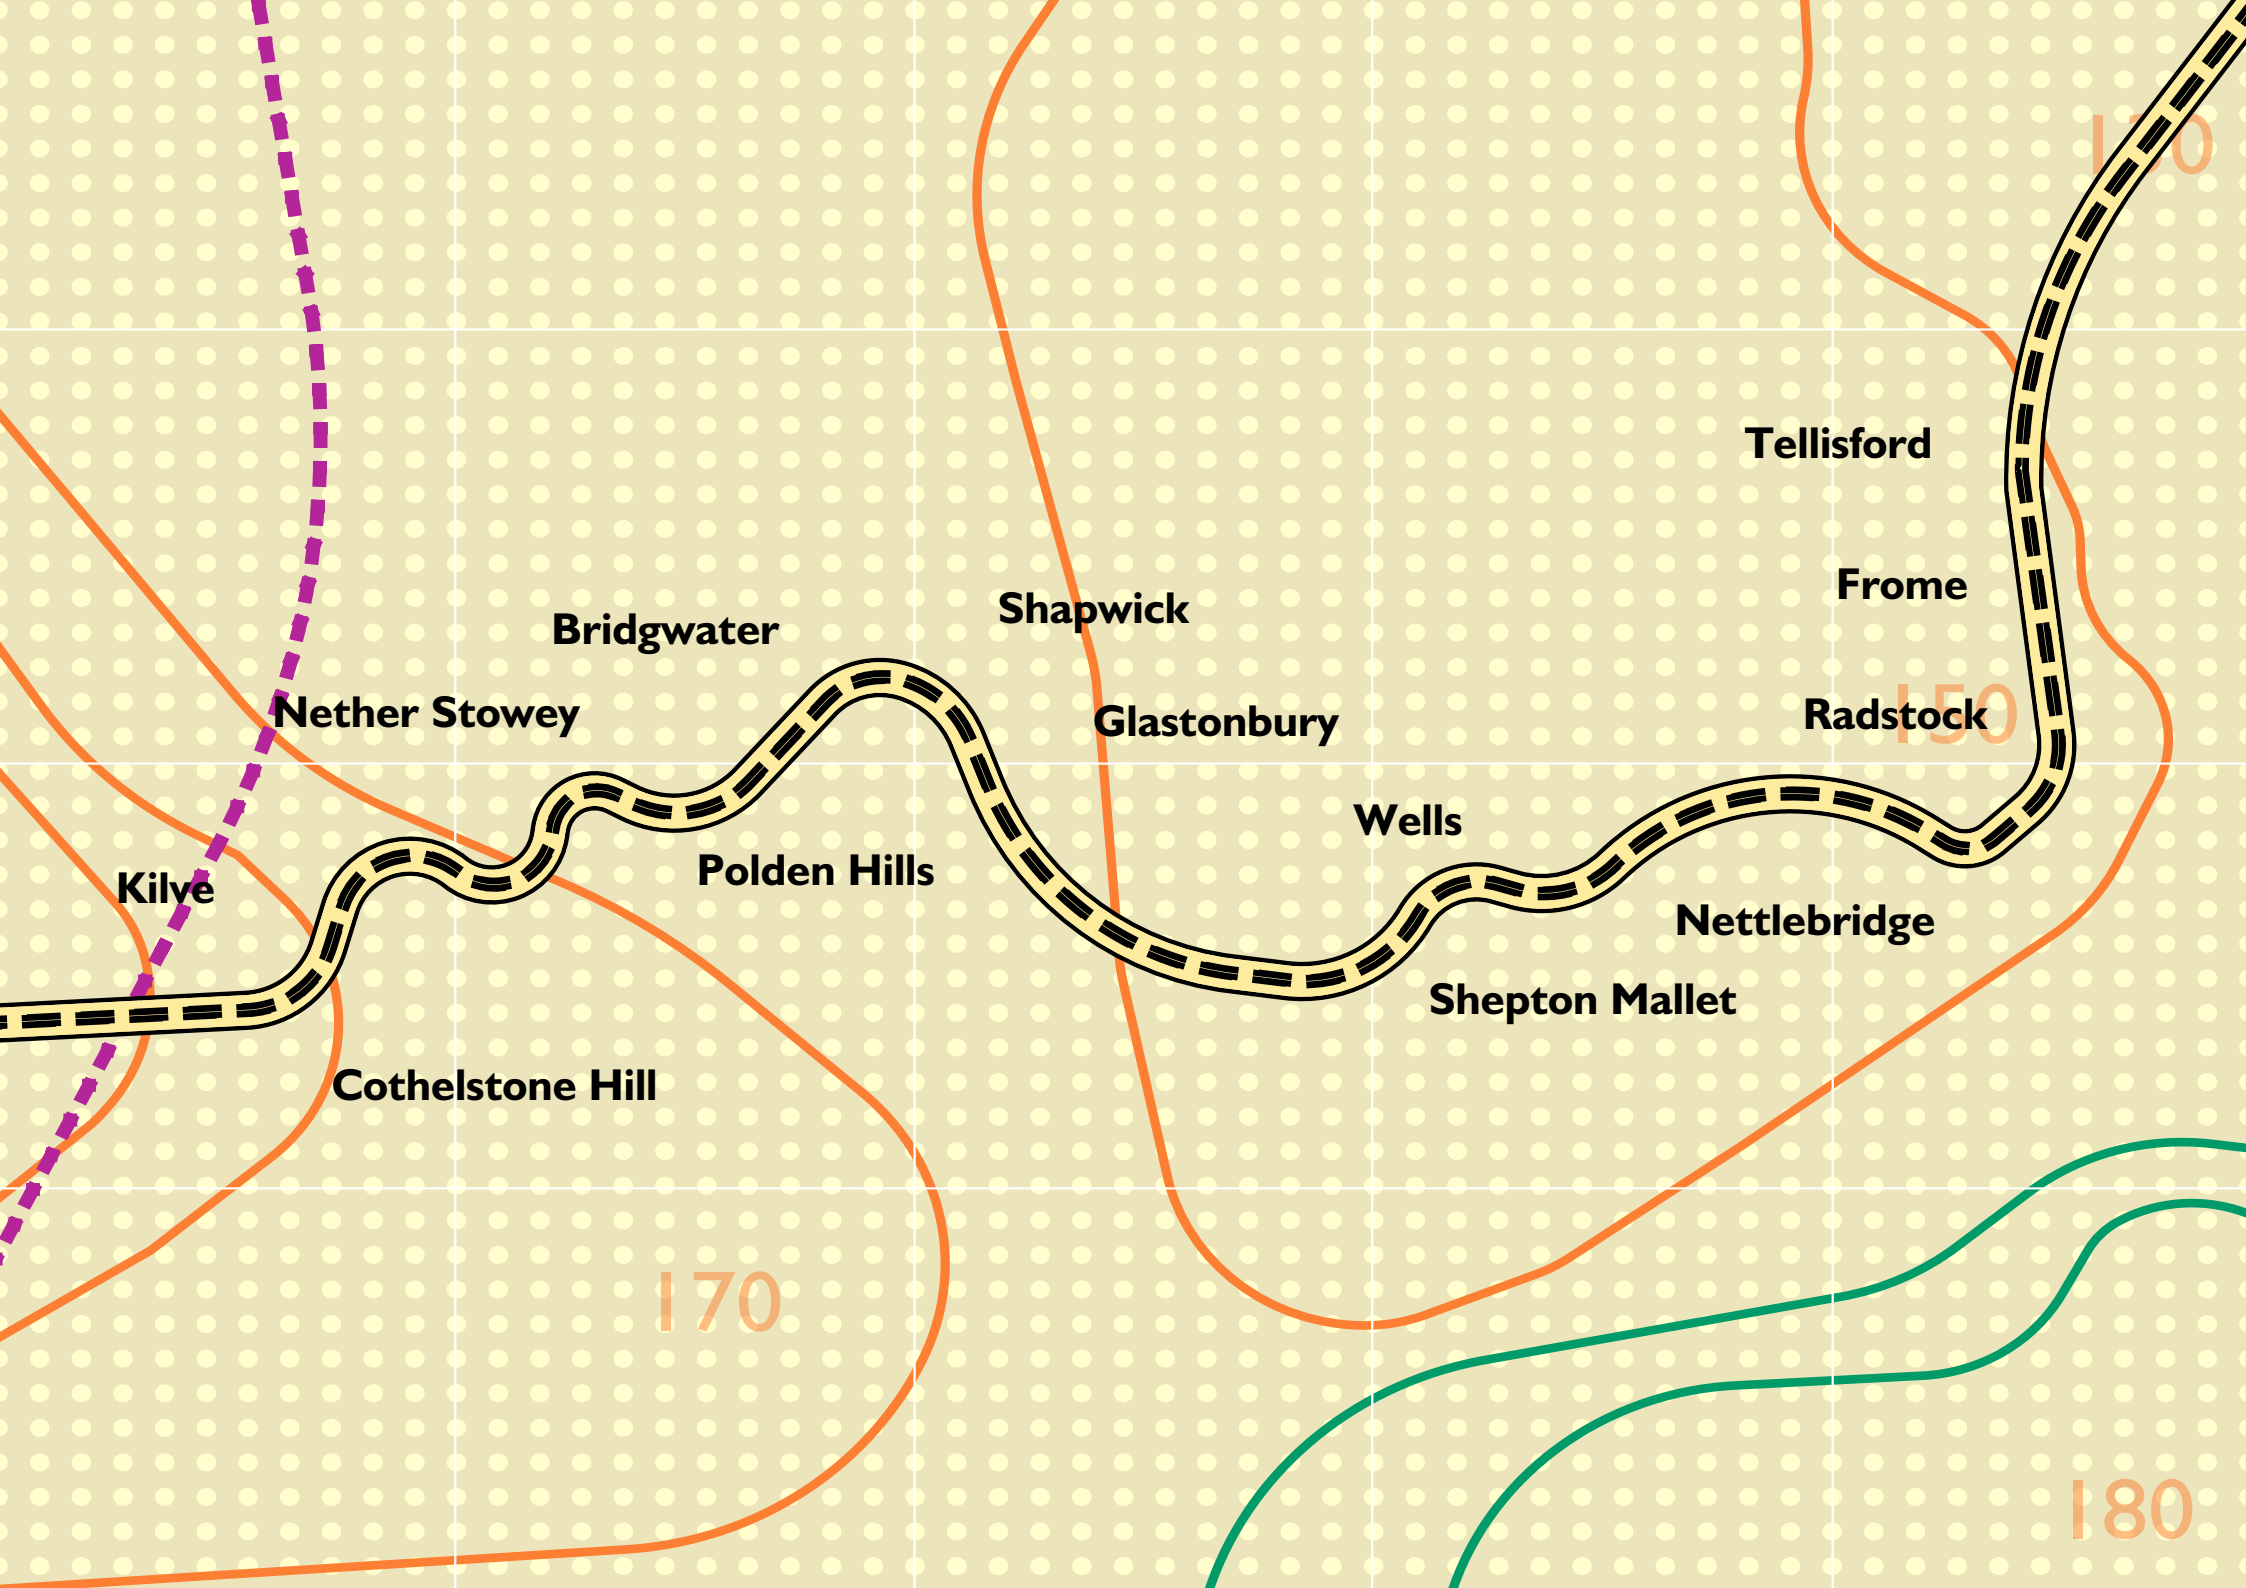 Tellisford
Frome
Shapwick
Bridgwater
Nether Stowey
Glastonbury
Radstock
150
Wells
Polden Hills
Kilve
Nettlebridge
Shepton Mallet
Cothelstone Hill
170
180